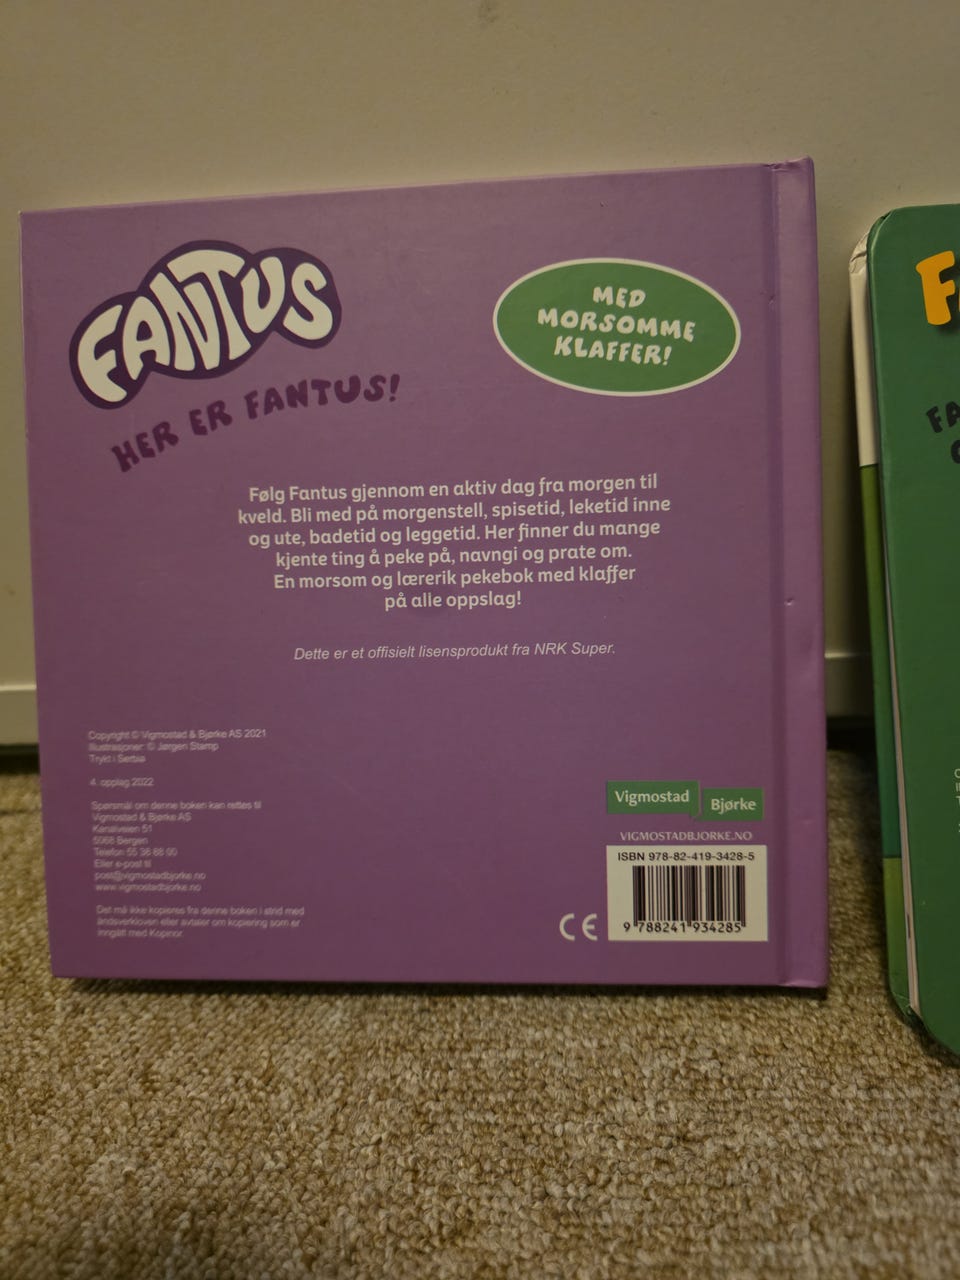 FANTUS
HER ER FANTUS!
MED
MORSOMME
KLAFFER!
Følg Fantus gjennom en aktiv dag fra morgen til
kveld. Bli med på morgenstell, spisetid, leketid inne
og ute, badetid og leggetid. Her finner du mange
kjente ting å peke på, navngi og prate om.
En morsom og lærerik pekebok med klaffer
på alle oppslag!
Dette er et offisielt lisensprodukt fra NRK Super.
Copyright © Vigmostad & Bjørke AS 2021
Illustrasjoner: © Jørgen Stamp
Trykt i Serbia
4. opplag 2022
Spørsmål om denne boken kan rettes til
Vigmostad & Bjørke AS
Kanalveien 51
5068 Bergen
Telefon 55 38 88 00
Eller e-post til
post@vigmostadbjorke.no
www.vigmostadbjorke.no
Det må ikke kopieres fra denne boken i strid med
åndsverkloven eller avtaler om kopiering som er
inngått med Kopinor.
Vigmostad
Bjørke
VIGMOSTADBJORKE.NO
ISBN 978-82-419-3428-5
9 788241 934285
CE
F
FA